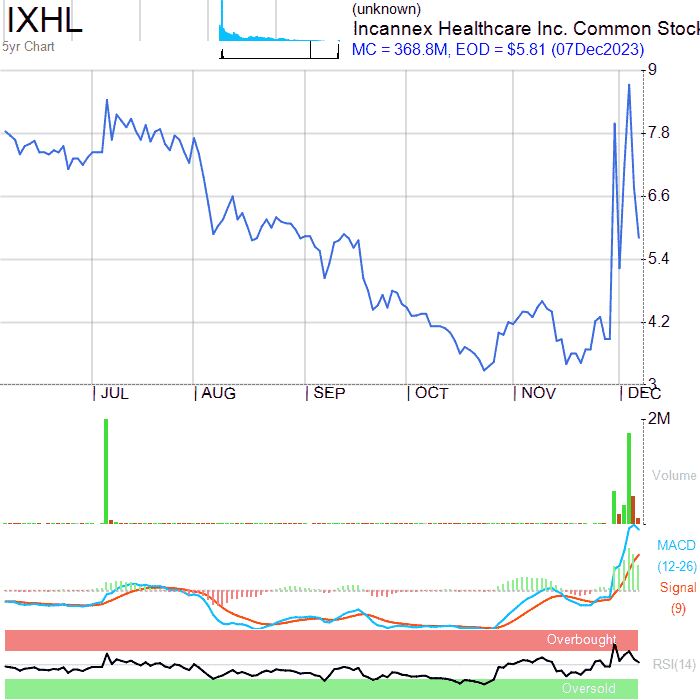 IXHL
5yr Chart
(unknown)
Incannex Healthcare Inc. Common Stock
MC = 368.8M, EOD = $5.81 (07Dec2023)
9
7.8
6.6
5.4
4.2
3
JUL AUG SEP OCT NOV DEC
2M
Volume
MACD
(12-26)
Signal
(9)
Overbought
RSI(14)
Oversold